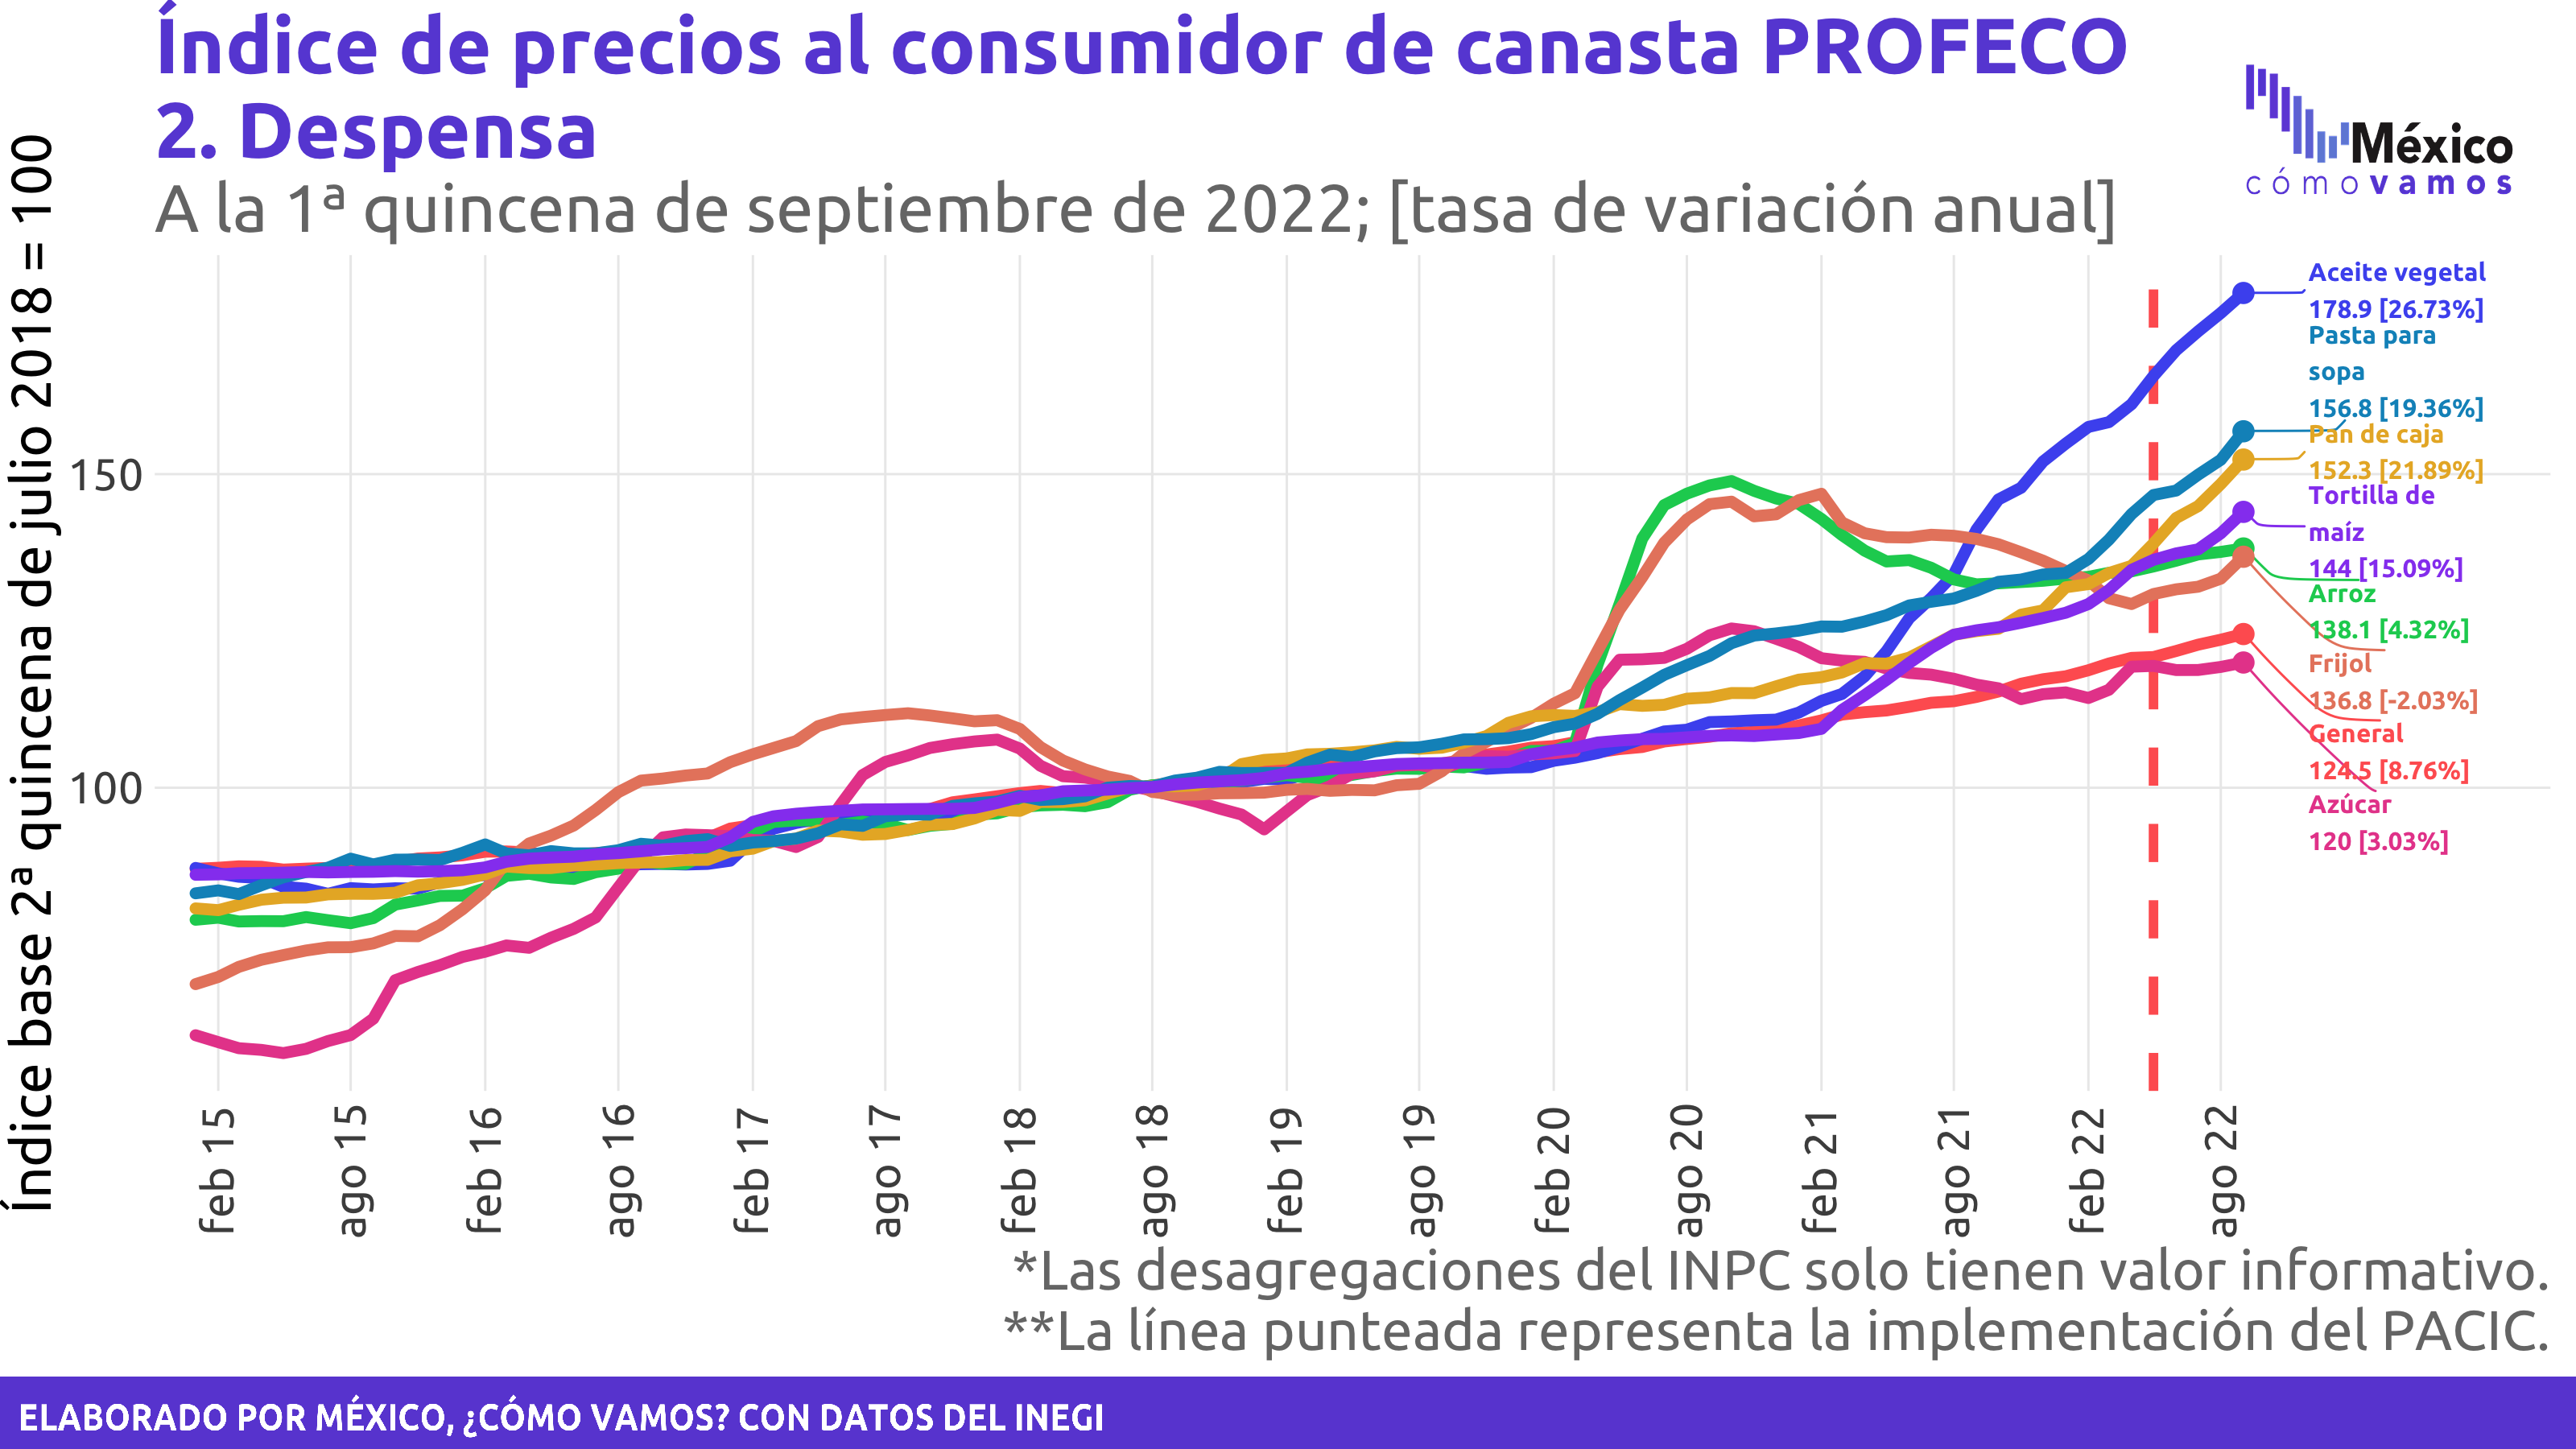 Índice de precios al consumidor de canasta PROFECO
2. Despensa
A la 1ª quincena de septiembre de 2022; [tasa de variación anual]
México
cómo vamos
Índice base 2ª quincena de julio 2018 = 100
150
100
Aceite vegetal
178.9 [26.73%]
Pasta para
sopa
156.8 [19.36%]
Pan de caja
152.3 [21.89%]
Tortilla de
maíz
144 [15.09%]
Arroz
138.1 [4.32%]
Frijol
136.8 [-2.03%]
General
124.5 [8.76%]
Azúcar
120 [3.03%]
feb 15
ago 15
feb 16
ago 16
feb 17
ago 17
feb 18
ago 18
feb 19
ago 19
feb 20
ago 20
feb 21
ago 21
feb 22
ago 22
*Las desagregaciones del INPC solo tienen valor informativo.
**La línea punteada representa la implementación del PACIC.
ELABORADO POR MÉXICO, ¿CÓMO VAMOS? CON DATOS DEL INEGI